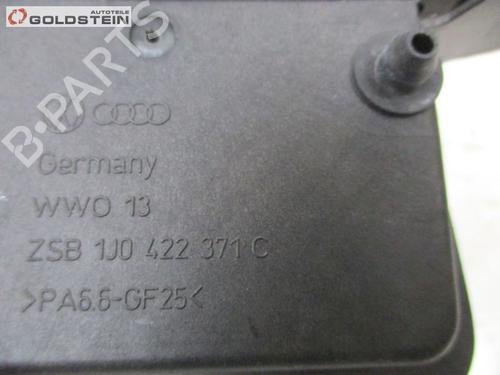 AUTOTEILE
GOLDSTEIN
B-PARTS
Germany
WWO 13
ZSB 1J0 422 371 C
>PA6.6-GF25<